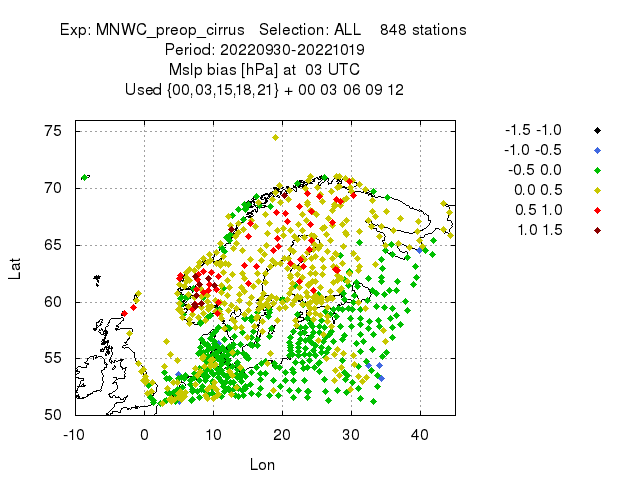 Exp: MNWC_preop_cirrus   Selection: ALL    848 stations
Period: 20220930-20221019
Mslp bias [hPa] at  03 UTC
Used {00,03,15,18,21} + 00 03 06 09 12
-1.5 -1.0
-1.0 -0.5
-0.5 0.0
0.0 0.5
0.5 1.0
1.0 1.5
75
70
65
60
55
50
Lat
-10 0 10 20 30 40
Lon